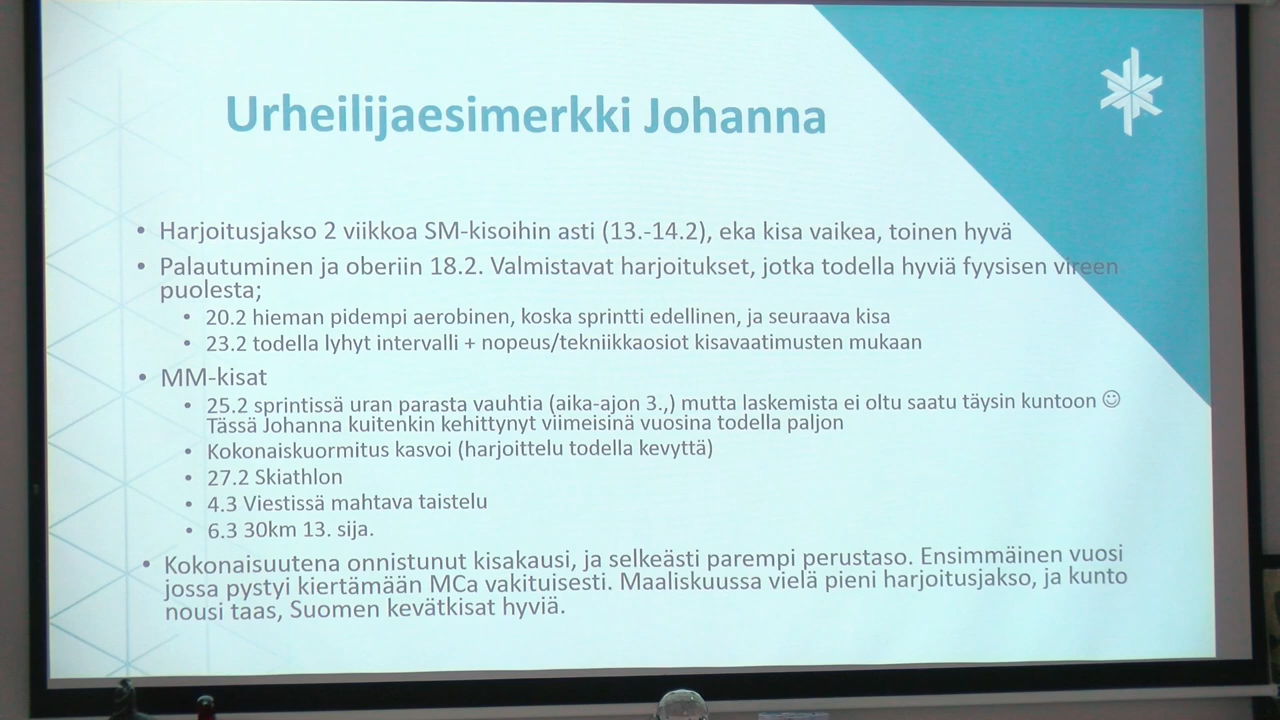 Urheilijaesimerkki Johanna
• Harjoitusjakso 2 viikkoa SM-kisoihin asti (13.-14.2), eka kisa vaikea, toinen hyvä
• Palautuminen ja oberiin 18.2. Valmistavat harjoitukset, jotka todella hyviä fyysisen vireen
puolesta;
• 20.2 hieman pidempi aerobinen, koska sprintti edellinen, ja seuraava kisa
• 23.2 todella lyhyt intervalli + nopeus/tekniikkaosiot kisavaatimusten mukaan
• MM-kisat
• 25.2 sprintissä uran parasta vauhtia (aika-ajon 3.,) mutta laskemista ei oltu saatu täysin kuntoon ☺
Tässä Johanna kuitenkin kehittynyt viimeisinä vuosina todella paljon
• Kokonaiskuormitus kasvoi (harjoittelu todella kevyttä)
• 27.2 Skiathlon
• 4.3 Viestissä mahtava taistelu
• 6.3 30km 13. sija.
• Kokonaisuutena onnistunut kisakausi, ja selkeästi parempi perustaso. Ensimmäinen vuosi
jossa pystyi kiertämään MCa vakituisesti. Maaliskuussa vielä pieni harjoitusjakso, ja kunto
nousi taas, Suomen kevätkisat hyviä.